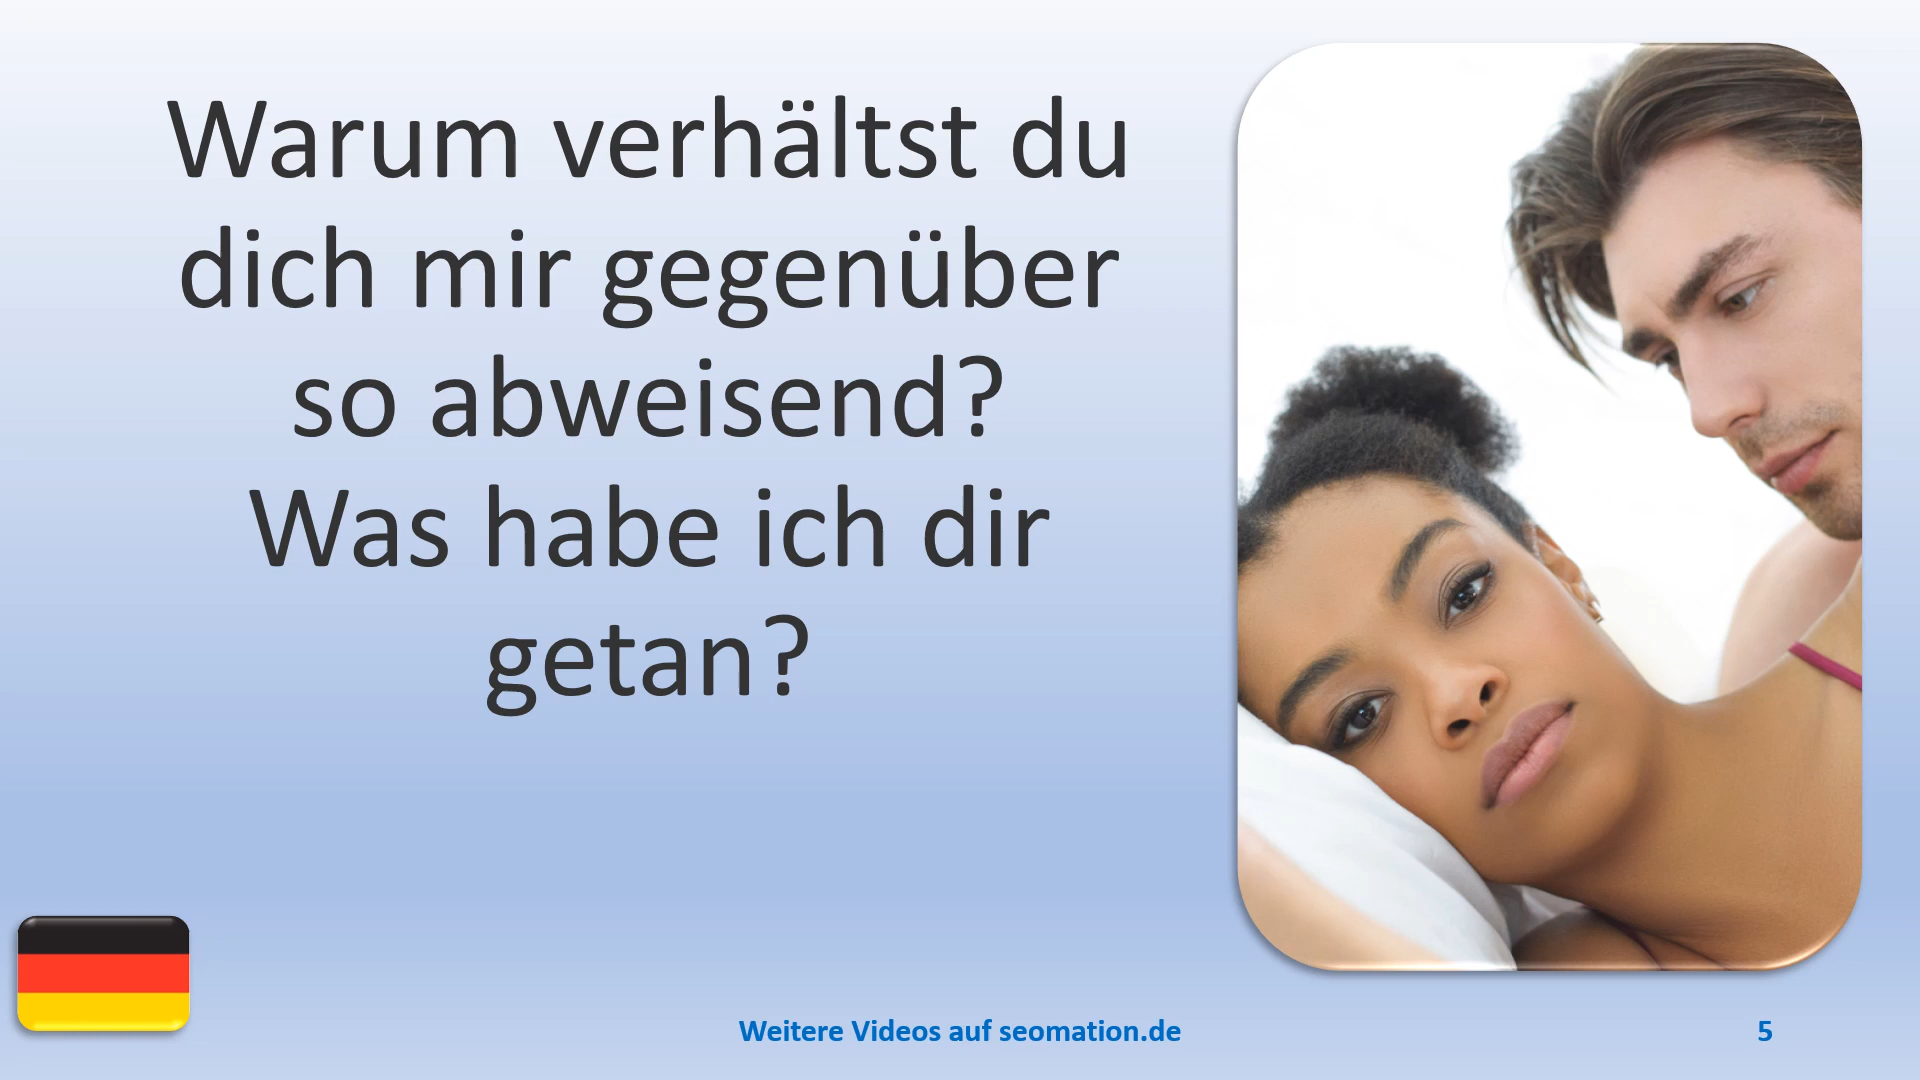 Warum verhältst du
dich mir gegenüber
so abweisend?
Was habe ich dir
getan?
Weitere Videos auf seomation.de
5